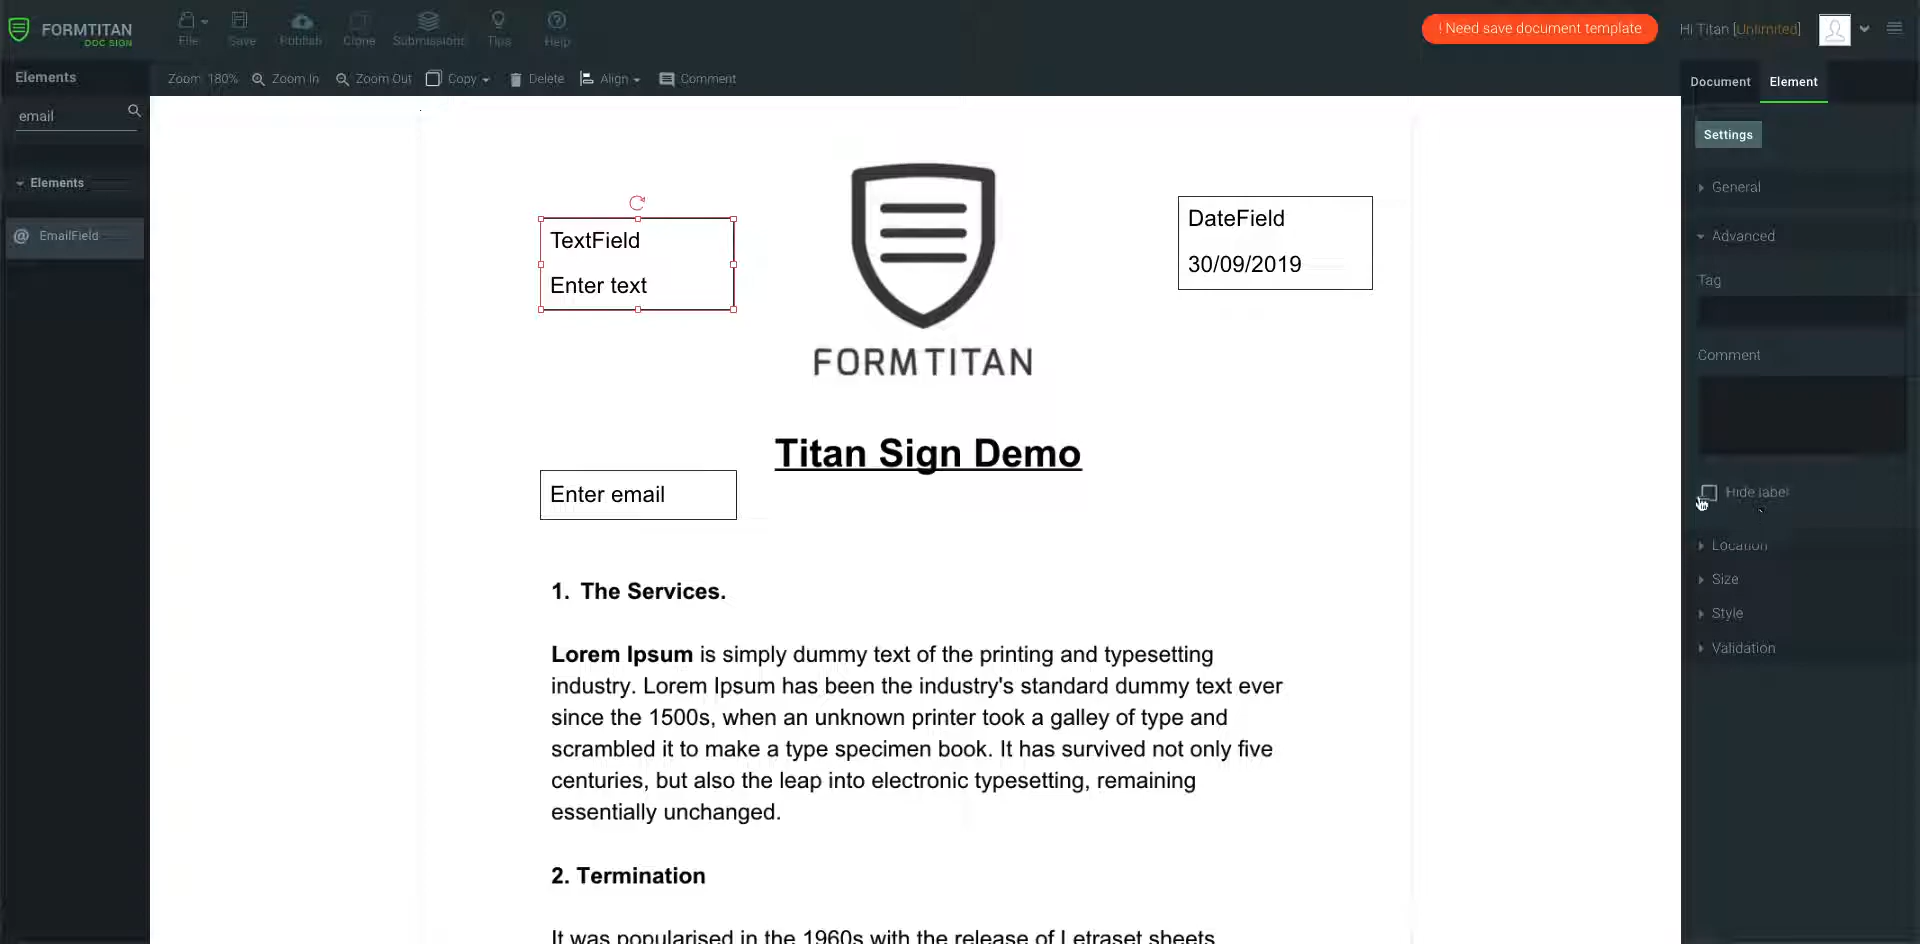 FORMTITAN
DOC SIGN
File
Save
Publish
Clone
Submissions
Tips
Help
! Need save document template
Hi Titan [Unlimited]
Elements
Zoom: 180%
Zoom In
Zoom Out
Copy
Delete
Align
Comment
Document
Element
email
Settings
Elements
General
EmailField
Advanced
TextField
Enter text
DateField
30/09/2019
Tag
FORMTITAN
Comment
Titan Sign Demo
Enter email
Hide label
Location
Size
Style
Validation
1. The Services.
Lorem Ipsum is simply dummy text of the printing and typesetting
industry. Lorem Ipsum has been the industry's standard dummy text ever
since the 1500s, when an unknown printer took a galley of type and
scrambled it to make a type specimen book. It has survived not only five
centuries, but also the leap into electronic typesetting, remaining
essentially unchanged.
2. Termination
It was popularised in the 1960s with the release of Letraset sheets